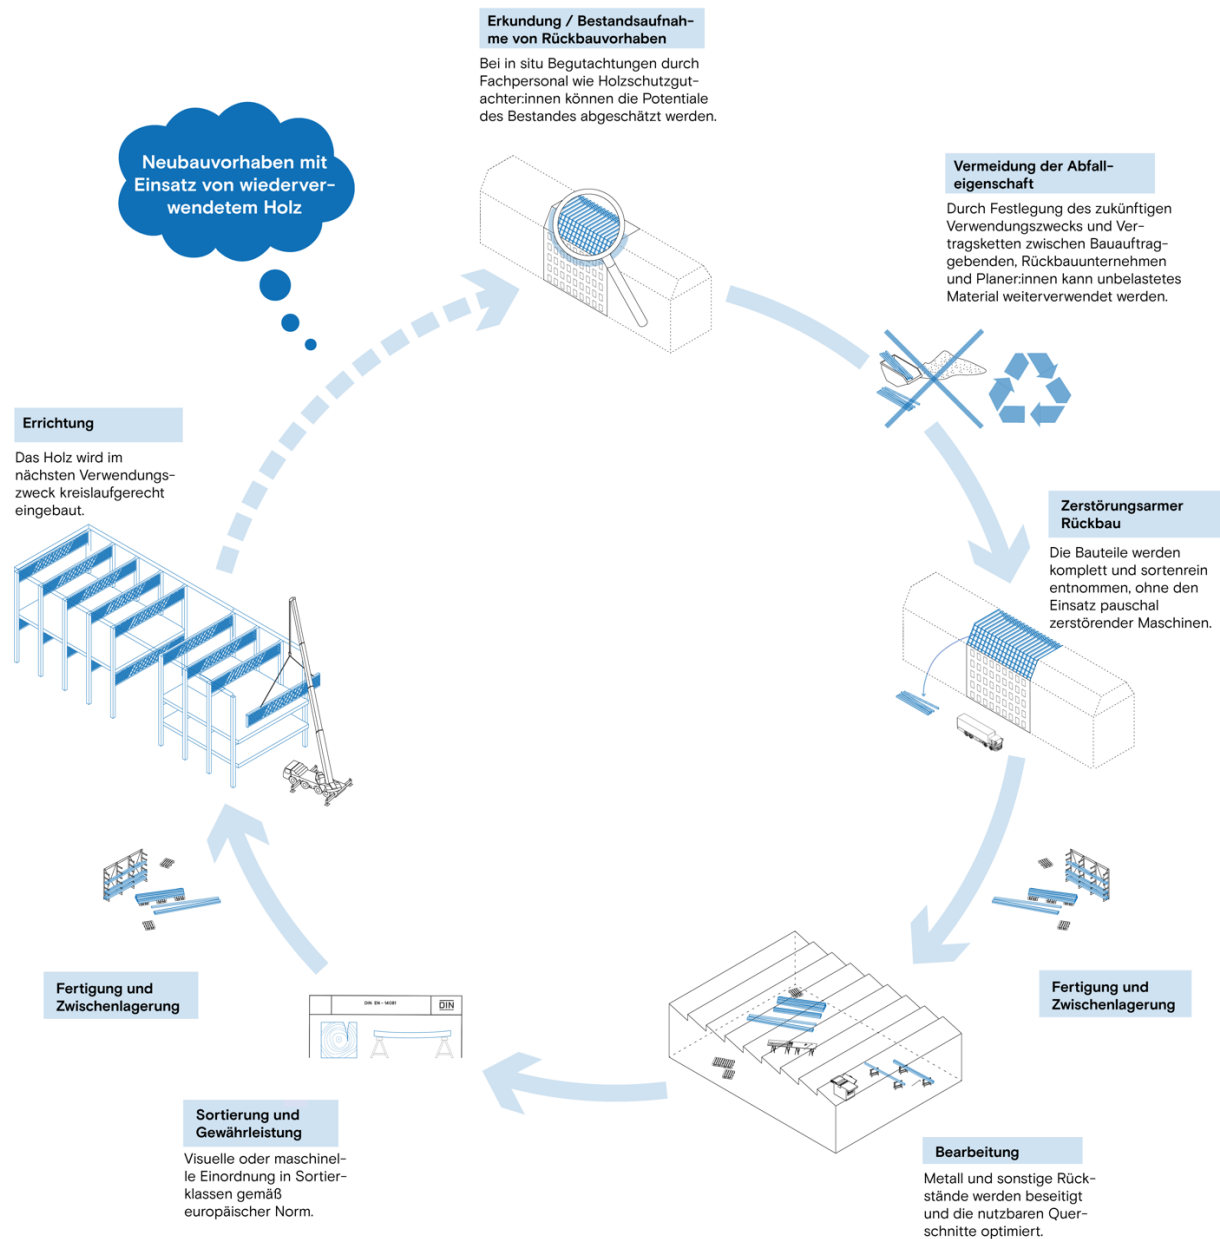 Erkundung / Bestandsaufnah-
me von Rückbauvorhaben
Bei in situ Begutachtungen durch
Fachpersonal wie Holzschutzgut-
achter:innen können die Potentiale
des Bestandes abgeschätzt werden.
Neubauvorhaben mit
Einsatz von wiederver-
wendetem Holz
Vermeidung der Abfall-
eigenschaft
Durch Festlegung des zukünftigen
Verwendungszwecks und Ver-
tragsketten zwischen Bauauftrag-
gebenden, Rückbauunternehmen
und Planer:innen kann unbelastetes
Material weiterverwendet werden.
Errichtung
Das Holz wird im
nächsten Verwendungs-
zweck kreislaufgerecht
eingebaut.
Zerstörungsarmer
Rückbau
Die Bauteile werden
komplett und sortenrein
entnommen, ohne den
Einsatz pauschal
zerstörender Maschinen.
Fertigung und
Zwischenlagerung
Fertigung und
Zwischenlagerung
DIN EN - 14081
DIN
Sortierung und
Gewährleistung
Visuelle oder maschinel-
le Einordnung in Sortier-
klassen gemäß
europäischer Norm.
Bearbeitung
Metall und sonstige Rück-
stände werden beseitigt
und die nutzbaren Quer-
schnitte optimiert.